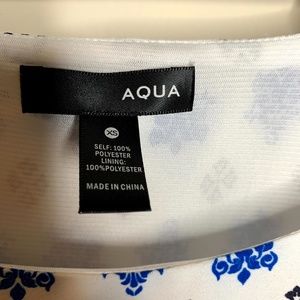 AQUA
XS
SELF: 100%
POLYESTER
LINING:
100%POLYESTER
MADE IN CHINA